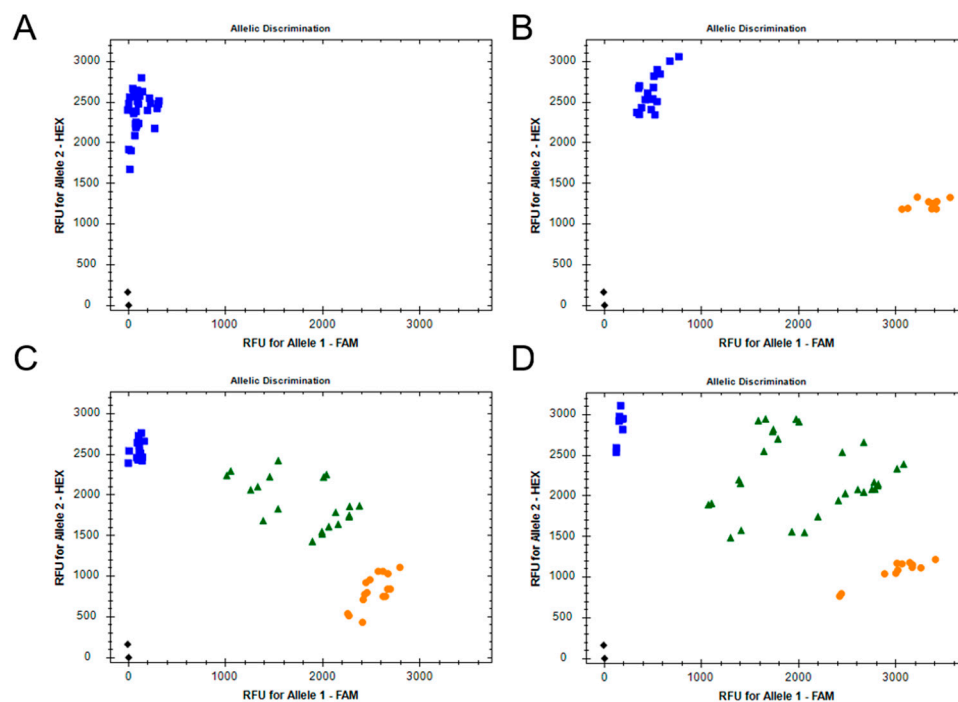 A
Allelic Discrimination
RFU for Allele 2 - HEX
3000
2500
2000
1500
1000
500
0
0 1000 2000 3000
RFU for Allele 1 - FAM
B
Allelic Discrimination
RFU for Allele 2 - HEX
3000
2500
2000
1500
1000
500
0
0 1000 2000 3000
RFU for Allele 1 - FAM
C
Allelic Discrimination
RFU for Allele 2 - HEX
3000
2500
2000
1500
1000
500
0
0 1000 2000 3000
RFU for Allele 1 - FAM
D
Allelic Discrimination
RFU for Allele 2 - HEX
3000
2500
2000
1500
1000
500
0
0 1000 2000 3000
RFU for Allele 1 - FAM